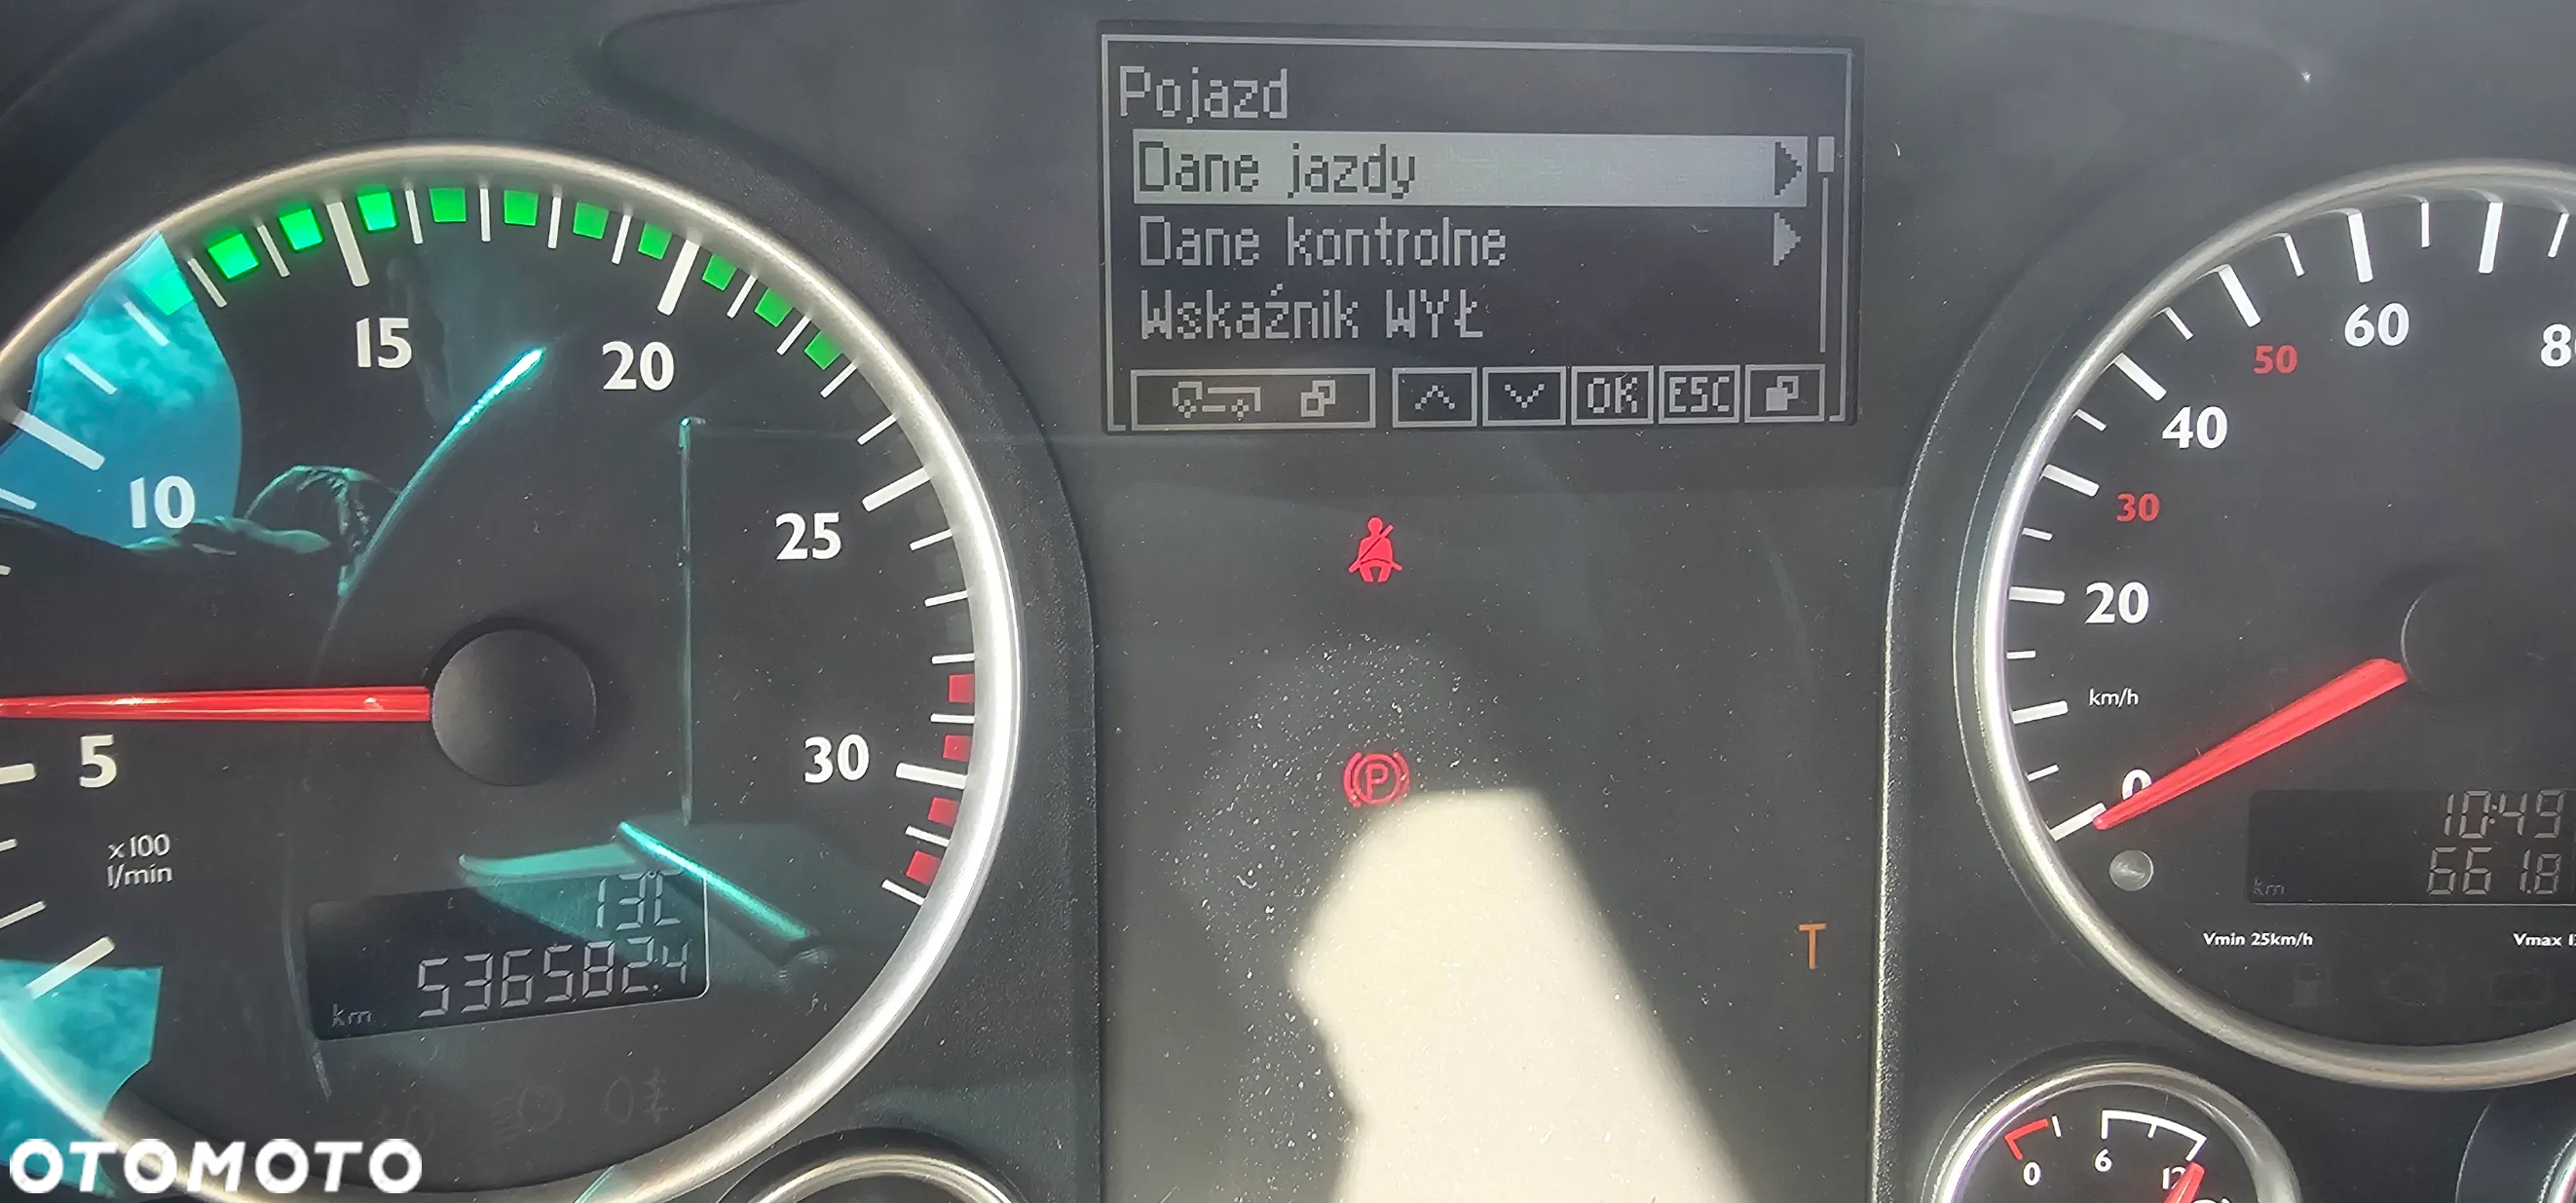 Pojazd
Dane jazdy
Dane kontrolne
Wskaźnik WYŁ
OK ESC
5
10
15
20
25
30
x100
l/min
13C
km 536582.4
0
20
30
40
50
60
km/h
10:49
km 661.8
Vmin 25km/h
Vmax
T
P
0
6
12
OTOMOTO